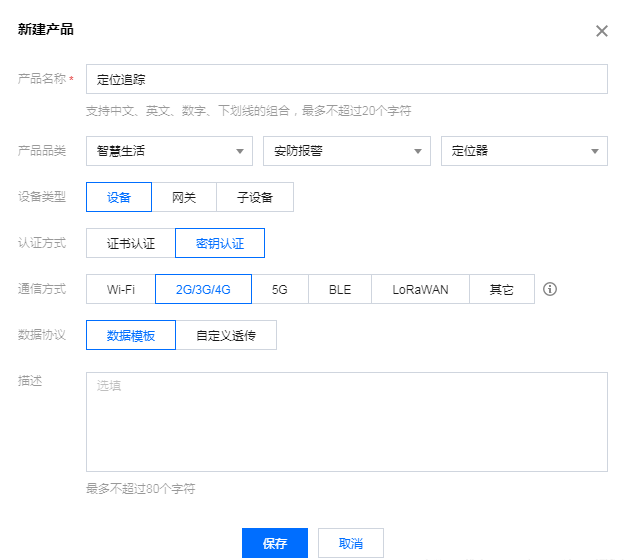 新建产品
产品名称 * 定位追踪
支持中文、英文、数字、下划线的组合，最多不超过20个字符
产品品类 智慧生活 安防报警 定位器
设备类型 设备 网关 子设备
认证方式 证书认证 密钥认证
通信方式 Wi-Fi 2G/3G/4G 5G BLE LoRaWAN 其它
数据协议 数据模板 自定义透传
描述 选填
最多不超过80个字符
保存 取消